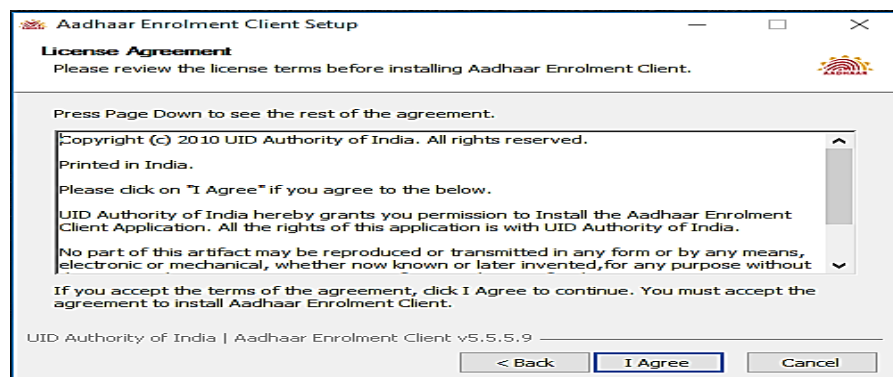 Aadhaar Enrolment Client Setup
License Agreement
Please review the license terms before installing Aadhaar Enrolment Client.
AADHAAR
Press Page Down to see the rest of the agreement.
Copyright (c) 2010 UID Authority of India. All rights reserved.
Printed in India.
Please click on "I Agree" if you agree to the below.
UID Authority of India hereby grants you permission to Install the Aadhaar Enrolment
Client Application. All the rights of this application is with UID Authority of India.
No part of this artifact may be reproduced or transmitted in any form or by any means,
electronic or mechanical, whether now known or later invented,for any purpose without
If you accept the terms of the agreement, click I Agree to continue. You must accept the
agreement to install Aadhaar Enrolment Client.
UID Authority of India | Aadhaar Enrolment Client v5.5.5.9
< Back I Agree Cancel